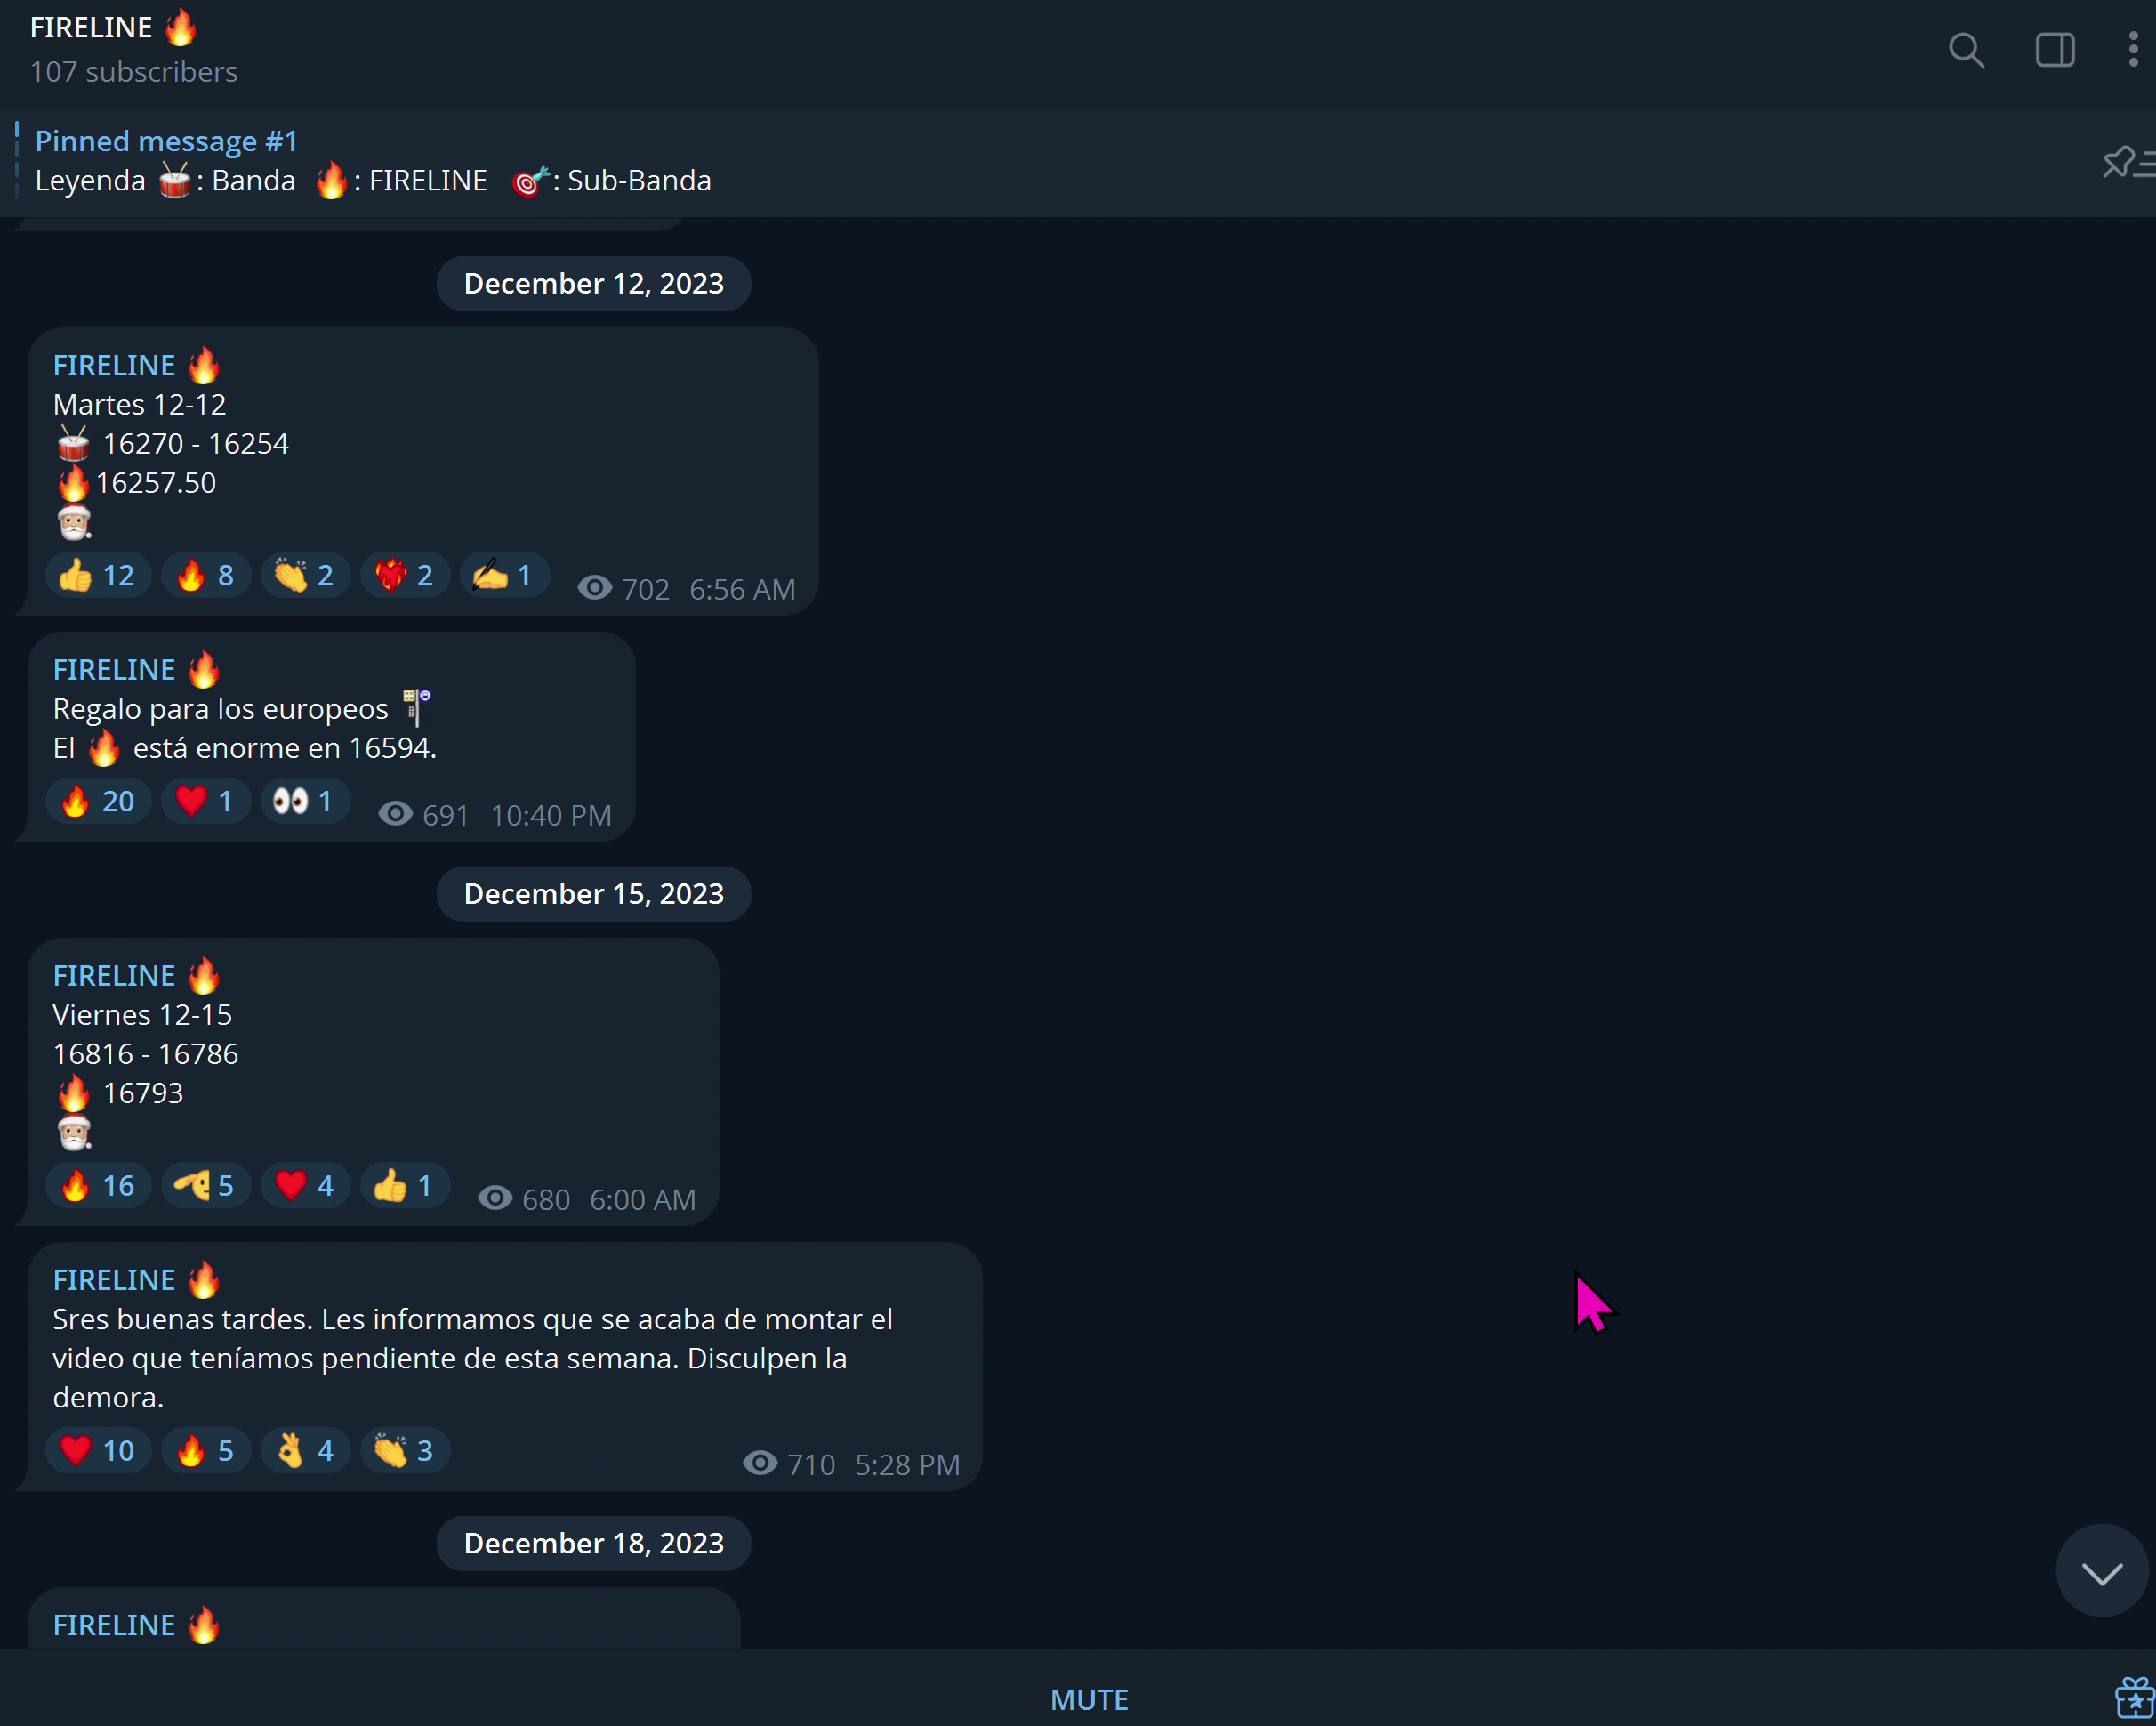 FIRELINE 🔥
107 subscribers
Pinned message #1
Leyenda 🥁: Banda 🔥: FIRELINE 🎯: Sub-Banda
December 12, 2023
FIRELINE 🔥
Martes 12-12
🥁 16270 - 16254
🔥16257.50
🎅🏼
👍 12 🔥 8 👏 2 ❤️‍🔥 2 ✍️ 1 702 6:56 AM
FIRELINE 🔥
Regalo para los europeos 🚏
El 🔥 está enorme en 16594.
🔥 20 ❤️ 1 👀 1 691 10:40 PM
December 15, 2023
FIRELINE 🔥
Viernes 12-15
16816 - 16786
🔥 16793
🎅🏼
🔥 16 🫡 5 ❤️ 4 👍 1 680 6:00 AM
FIRELINE 🔥
Sres buenas tardes. Les informamos que se acaba de montar el
video que teníamos pendiente de esta semana. Disculpen la
demora.
❤️ 10 🔥 5 👌 4 👏 3 710 5:28 PM
December 18, 2023
FIRELINE 🔥
MUTE